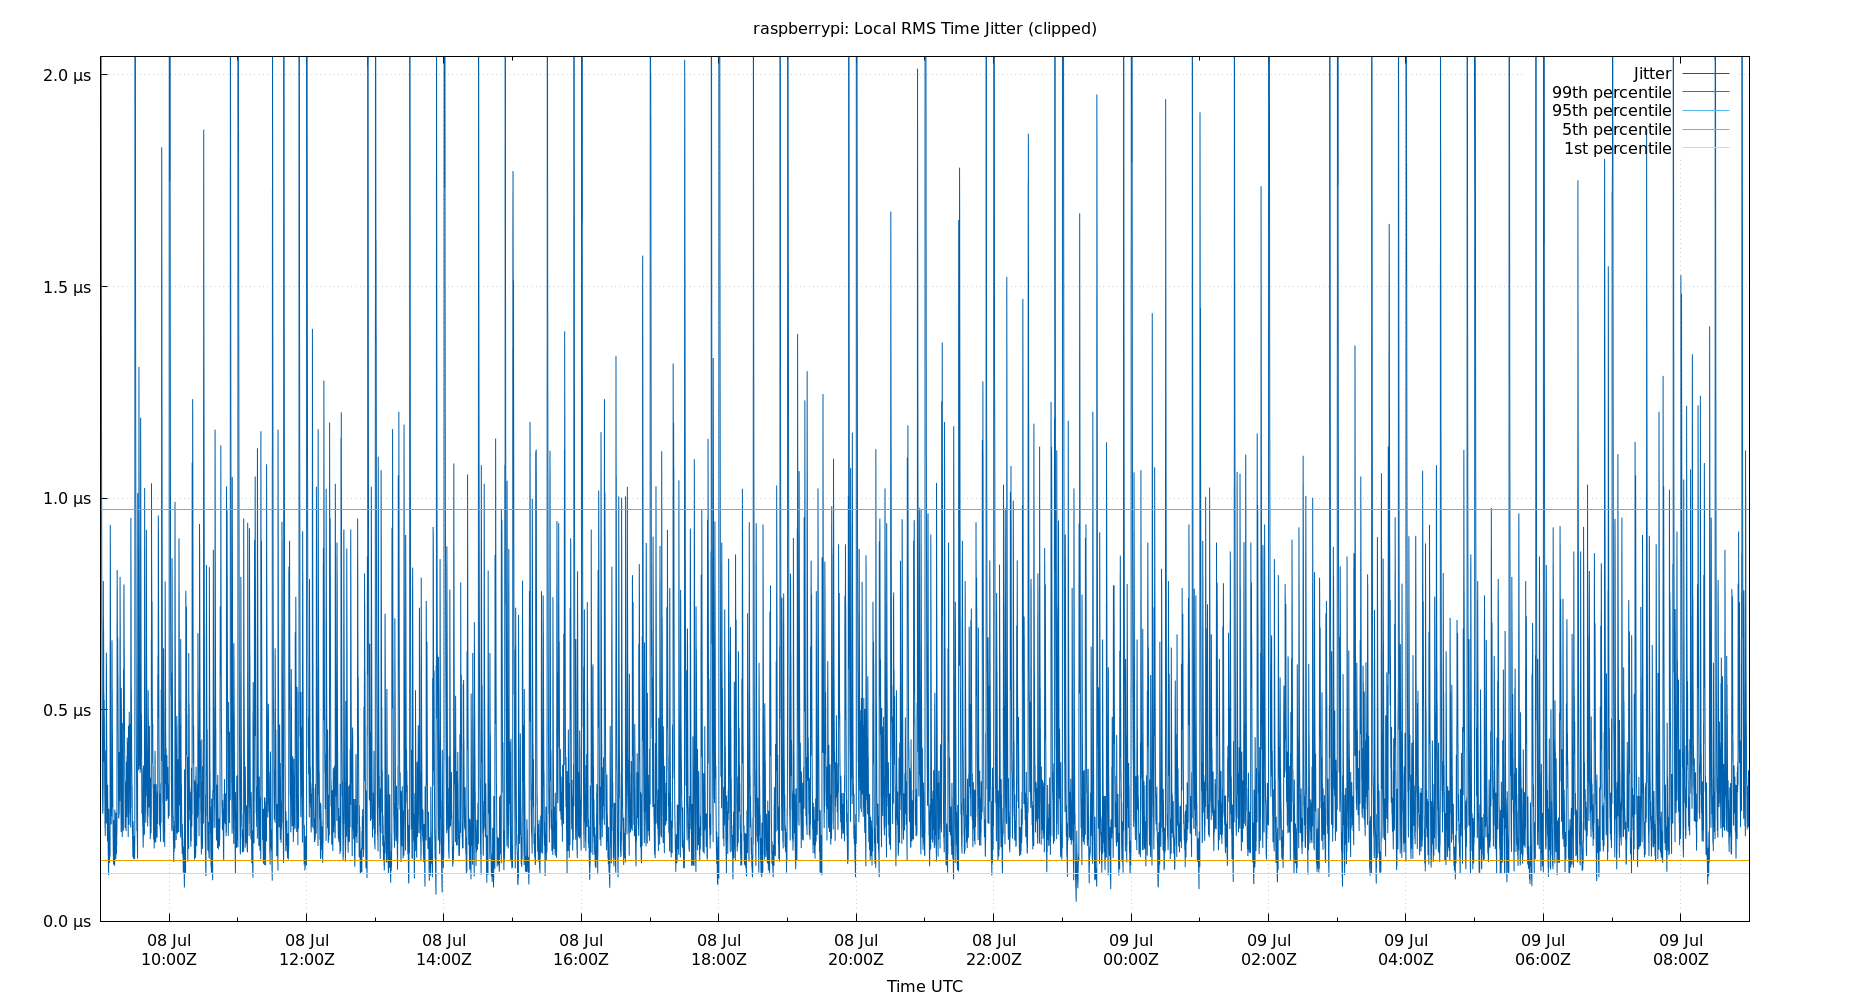 raspberrypi: Local RMS Time Jitter (clipped)
2.0 µs
1.5 µs
1.0 µs
0.5 µs
0.0 µs
Jitter
99th percentile
95th percentile
5th percentile
1st percentile
08 Jul 08 Jul 08 Jul 08 Jul 08 Jul 08 Jul 08 Jul 09 Jul 09 Jul 09 Jul 09 Jul 09 Jul
10:00Z 12:00Z 14:00Z 16:00Z 18:00Z 20:00Z 22:00Z 00:00Z 02:00Z 04:00Z 06:00Z 08:00Z
Time UTC